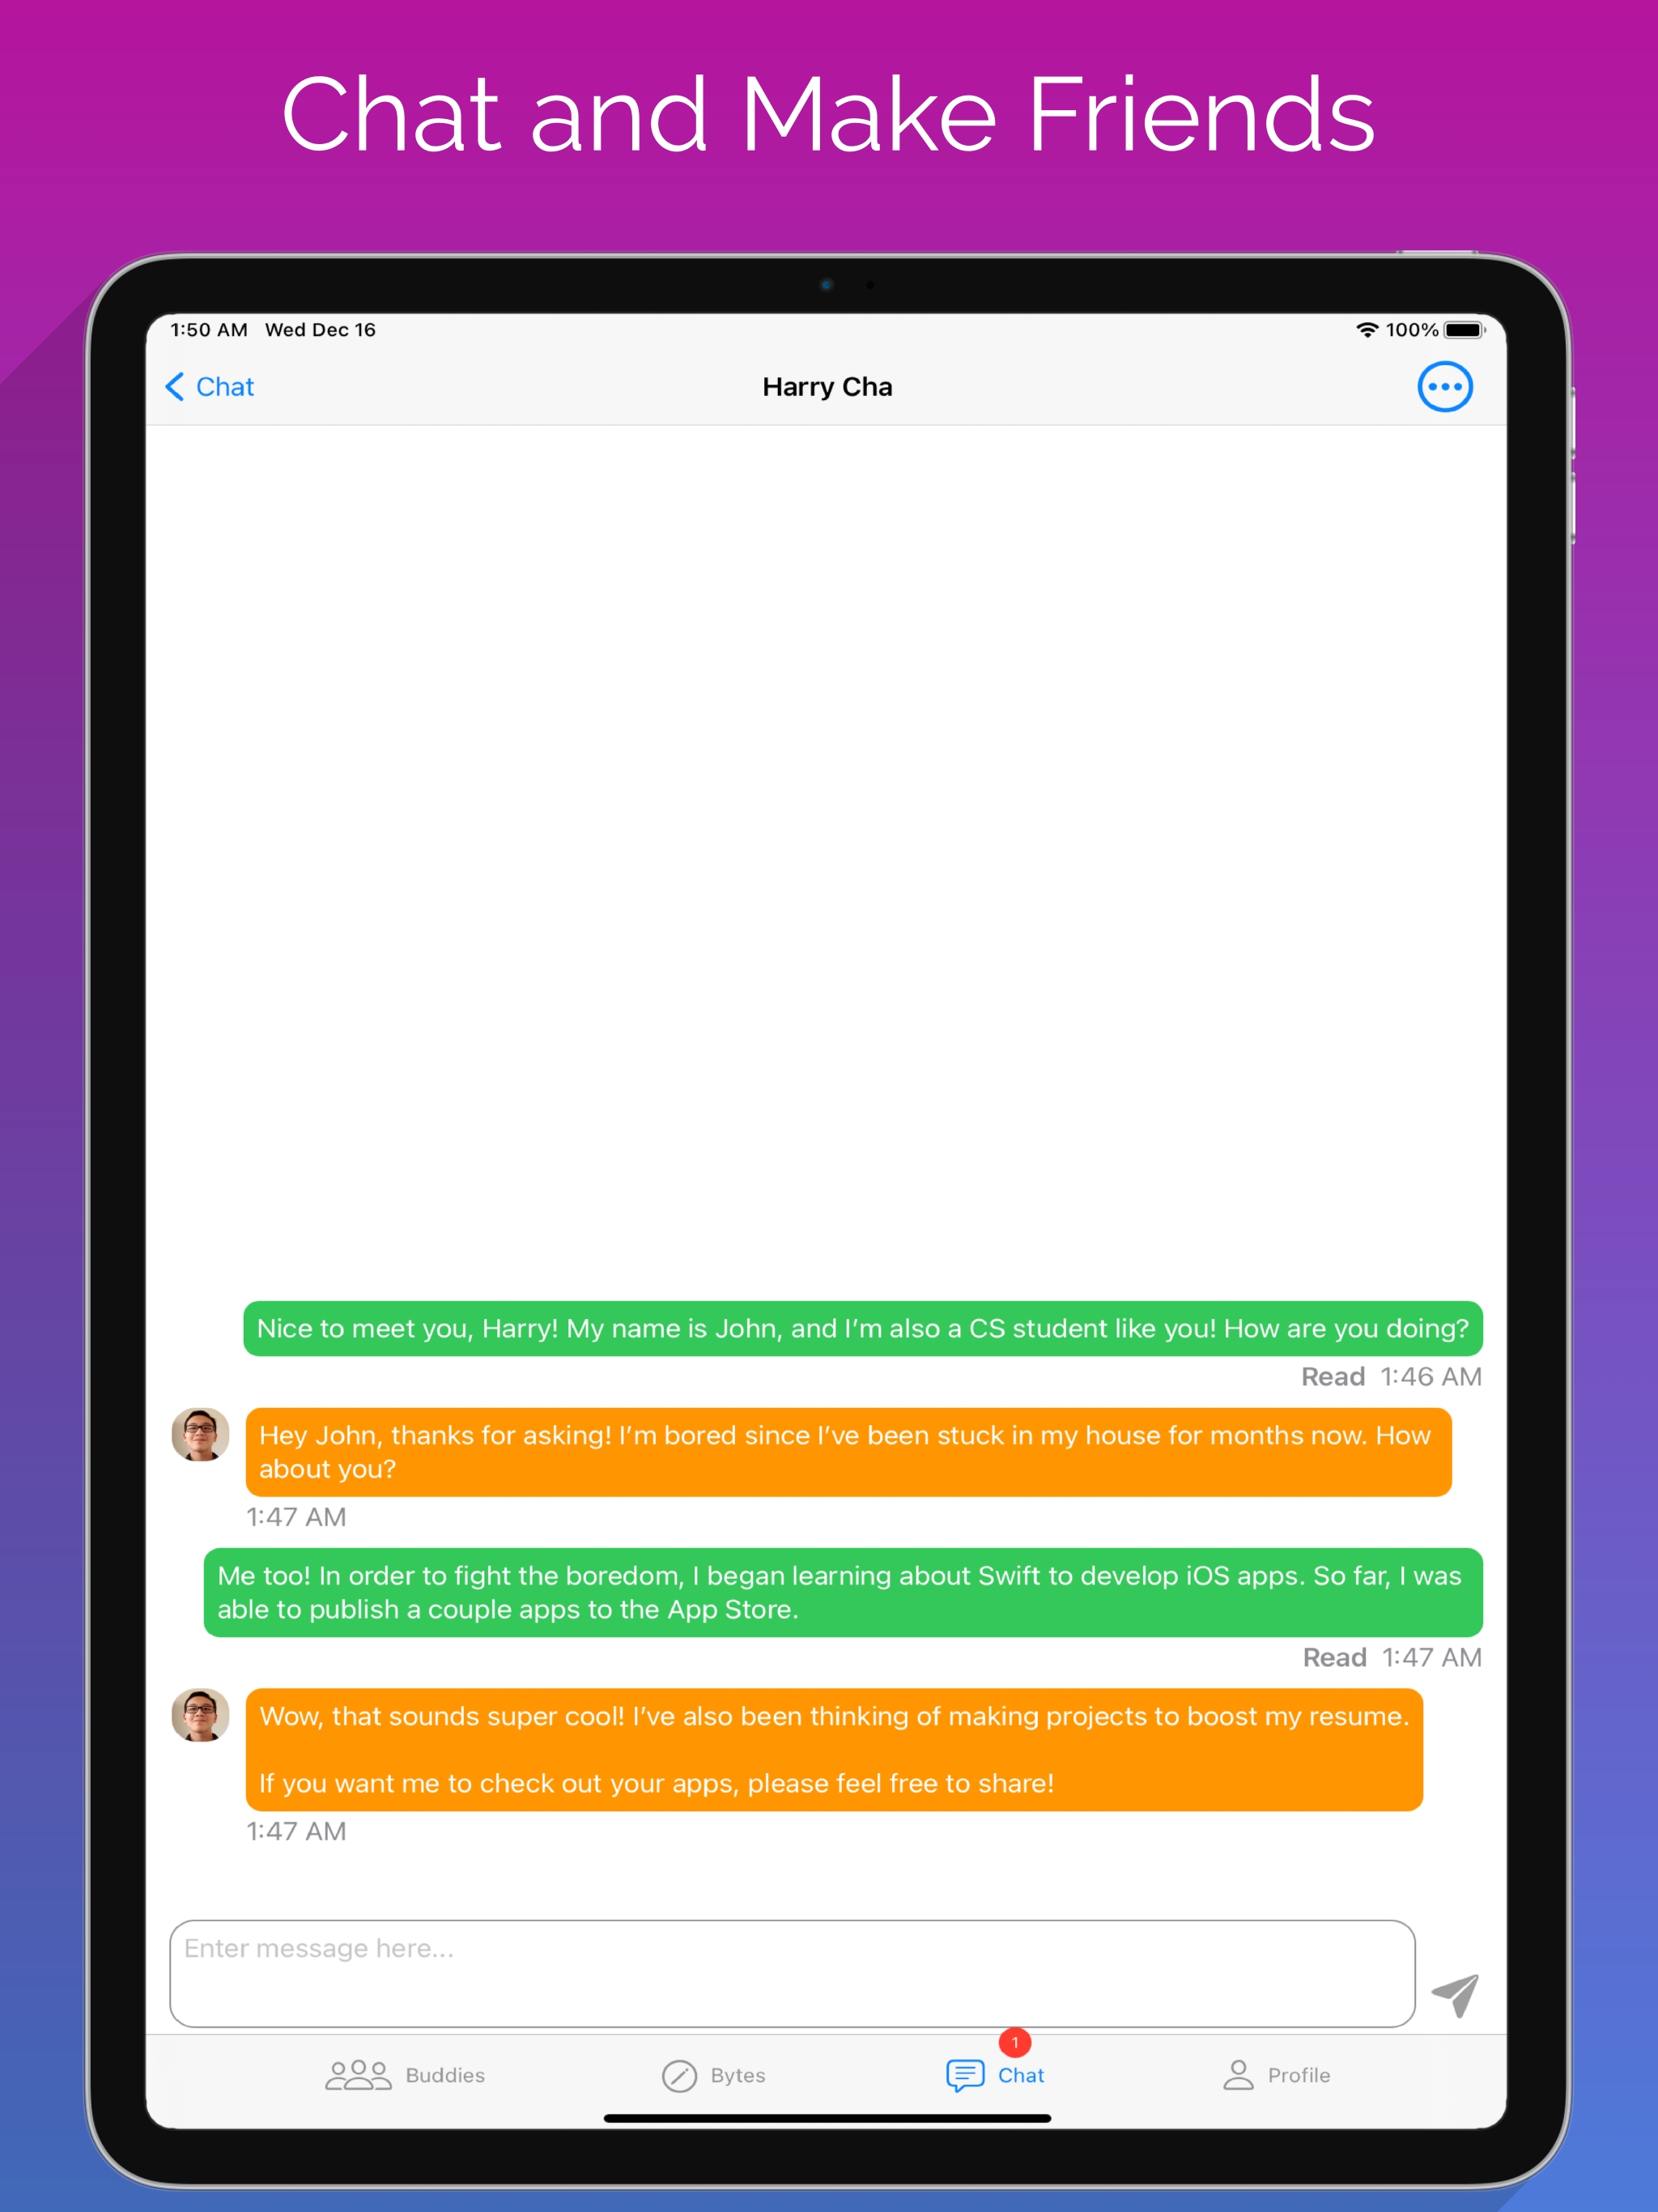 Chat and Make Friends
1:50 AM Wed Dec 16
100%
Chat
Harry Cha
Nice to meet you, Harry! My name is John, and I’m also a CS student like you! How are you doing?
Read 1:46 AM
Hey John, thanks for asking! I’m bored since I’ve been stuck in my house for months now. How
about you?
1:47 AM
Me too! In order to fight the boredom, I began learning about Swift to develop iOS apps. So far, I was
able to publish a couple apps to the App Store.
Read 1:47 AM
Wow, that sounds super cool! I’ve also been thinking of making projects to boost my resume.
If you want me to check out your apps, please feel free to share!
1:47 AM
Enter message here...
1
Buddies
Bytes
Chat
Profile